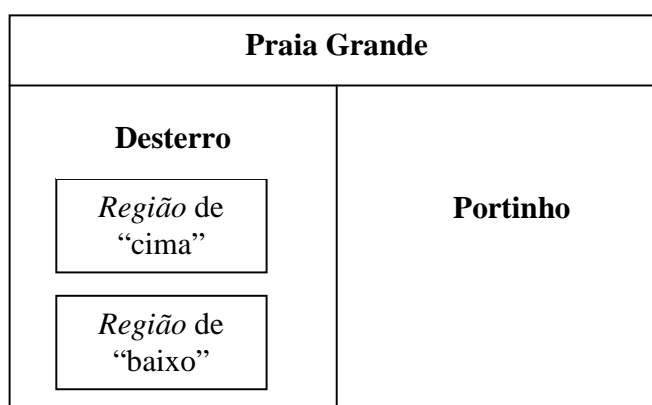 Praia Grande
Desterro
Região de
“cima”
Portinho
Região de
“baixo”